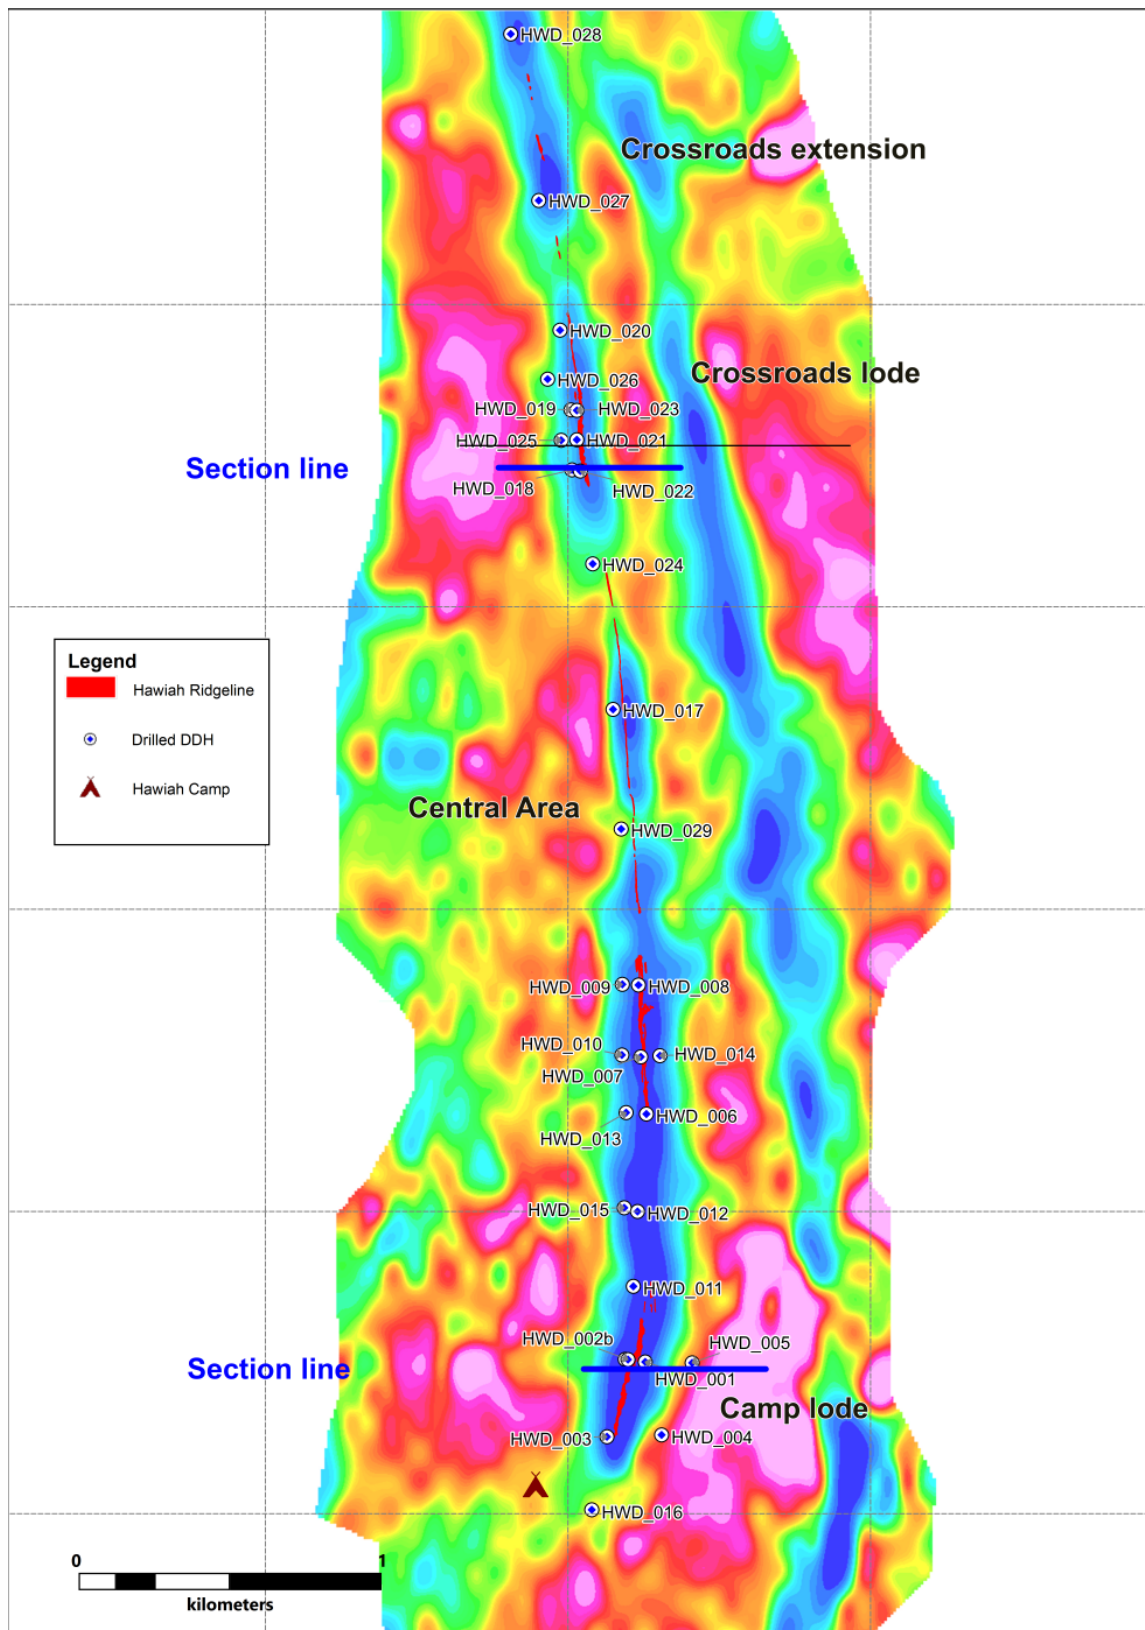 HWD_028
Crossroads extension
HWD_027
HWD_020
Crossroads lode
HWD_026
HWD_019 HWD_023
HWD_025 HWD_021
Section line
HWD_018 HWD_022
HWD_024
Legend
Hawiah Ridgeline
Drilled DDH
Hawiah Camp
HWD_017
Central Area
HWD_029
HWD_009 HWD_008
HWD_010 HWD_014
HWD_007
HWD_006
HWD_013
HWD_015 HWD_012
HWD_011
HWD_002b HWD_005
Section line
HWD_001
Camp lode
HWD_003 HWD_004
HWD_016
0 1
kilometers